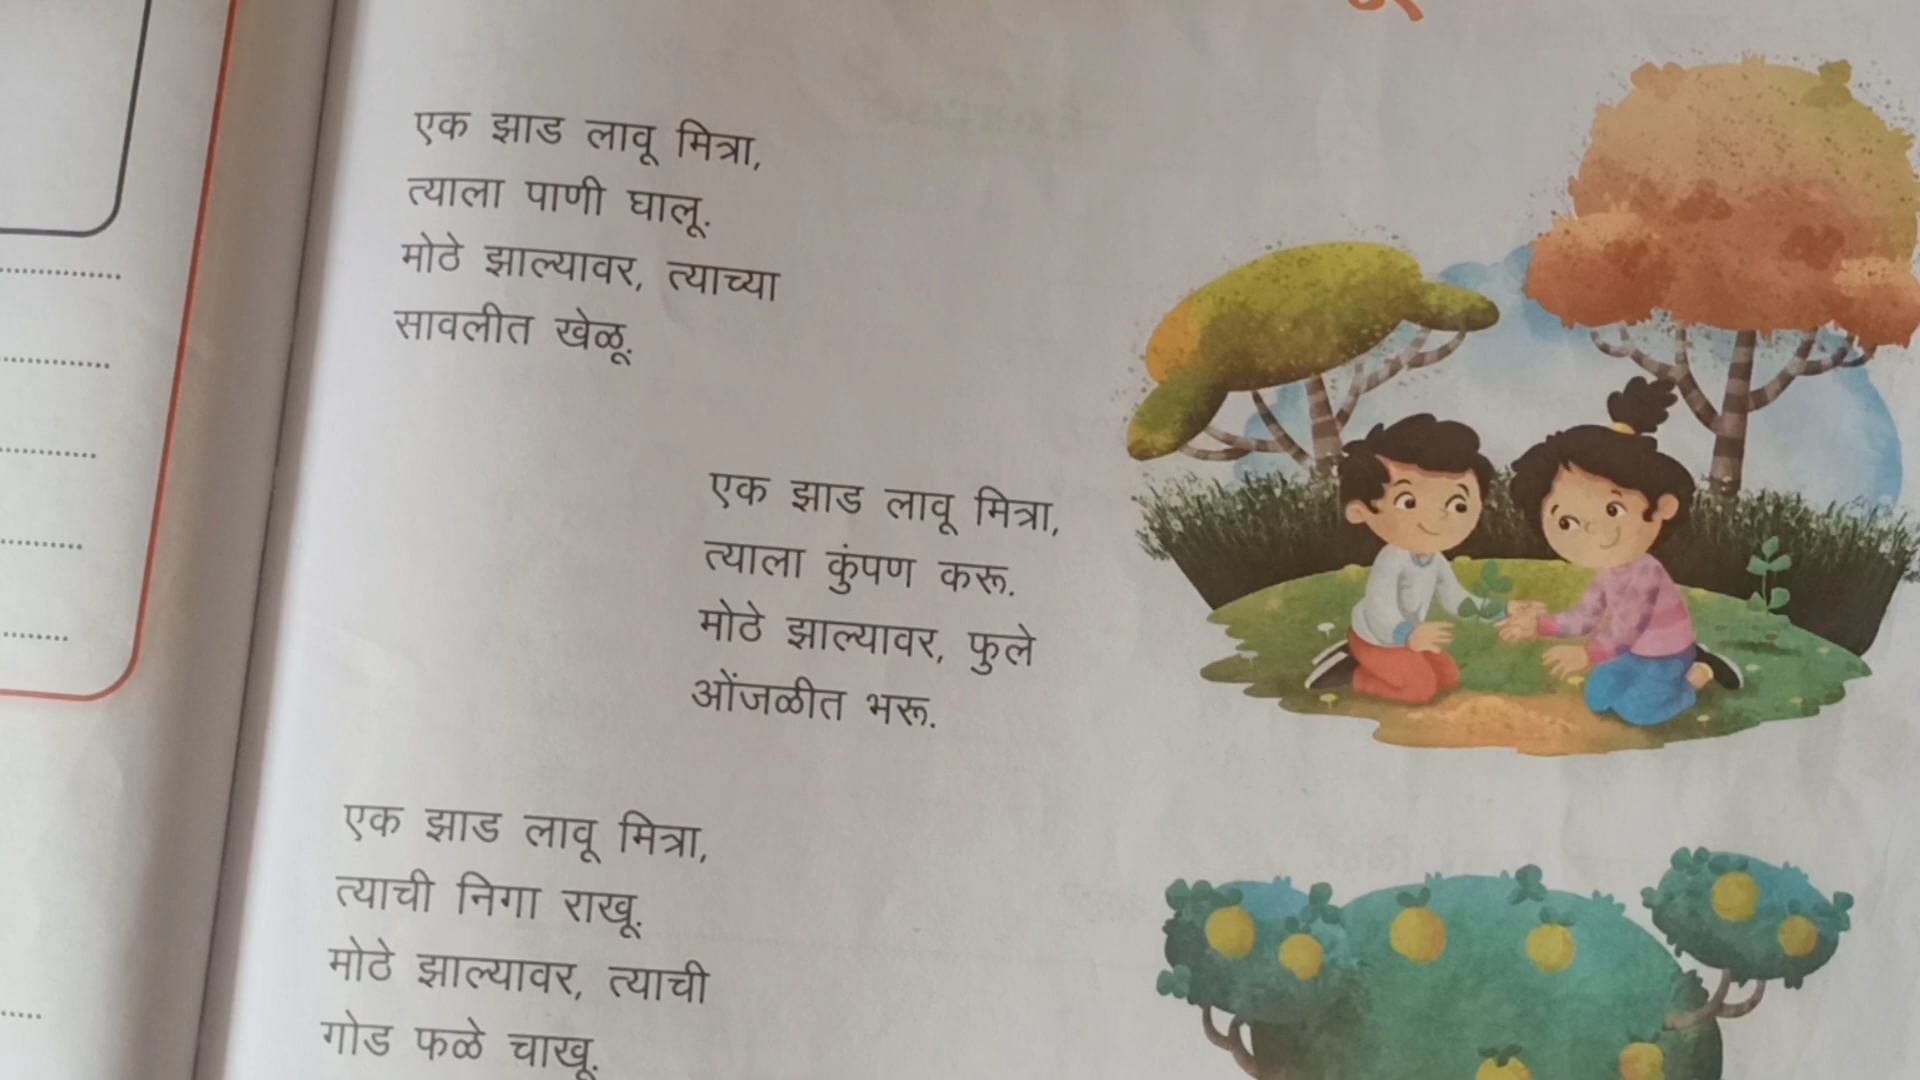 एक झाड लावू मित्रा,
त्याला पाणी घालू.
मोठे झाल्यावर, त्याच्या
सावलीत खेळू.
एक झाड लावू मित्रा,
त्याला कुंपण करू.
मोठे झाल्यावर, फुले
ओंजळीत भरू.
एक झाड लावू मित्रा,
त्याची निगा राखू.
मोठे झाल्यावर, त्याची
गोड फळे चाखू.